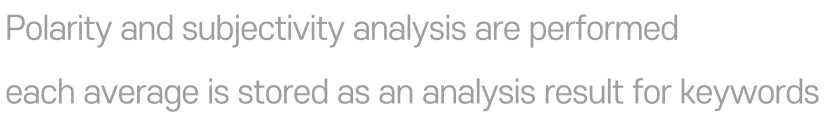 Polarity and subjectivity analysis are performed
each average is stored as an analysis result for keywords